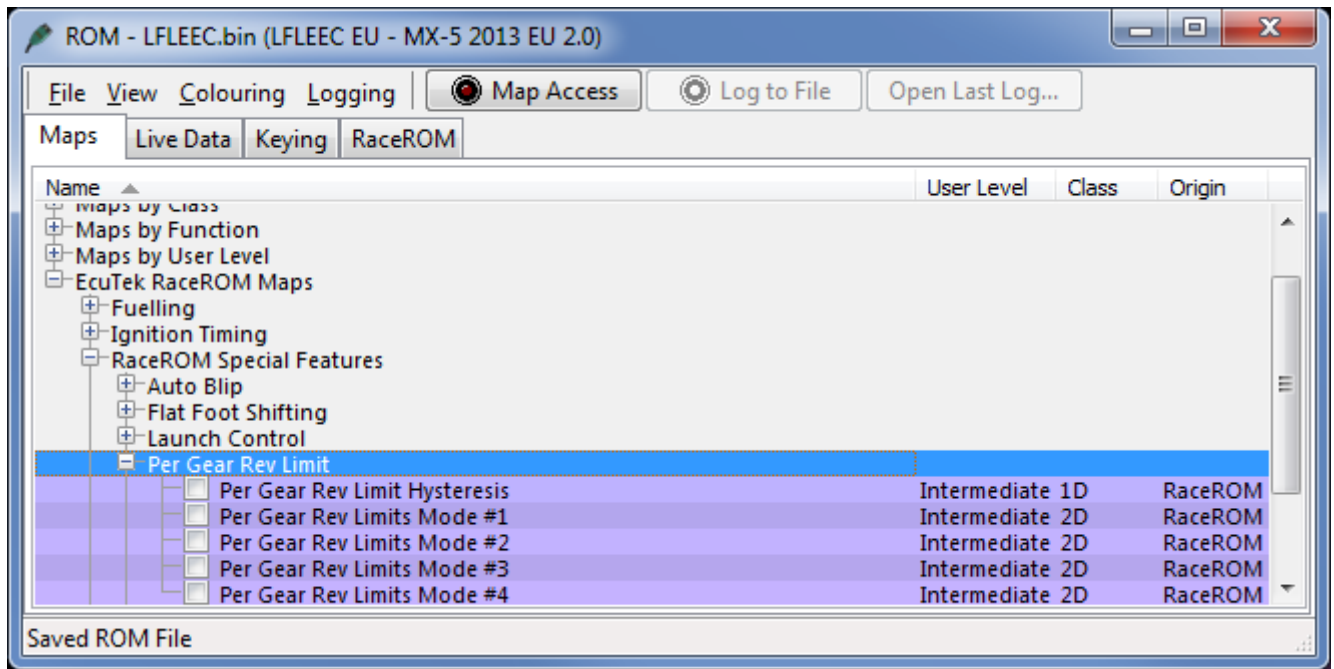 ROM - LFLEEC.bin (LFLEEC EU - MX-5 2013 EU 2.0)
File View Colouring Logging Map Access Log to File Open Last Log...
Maps Live Data Keying RaceROM
Name User Level Class Origin
Maps by Class
Maps by Function
Maps by User Level
EcuTek RaceROM Maps
Fuelling
Ignition Timing
RaceROM Special Features
Auto Blip
Flat Foot Shifting
Launch Control
Per Gear Rev Limit
Per Gear Rev Limit Hysteresis Intermediate 1D RaceROM
Per Gear Rev Limits Mode #1 Intermediate 2D RaceROM
Per Gear Rev Limits Mode #2 Intermediate 2D RaceROM
Per Gear Rev Limits Mode #3 Intermediate 2D RaceROM
Per Gear Rev Limits Mode #4 Intermediate 2D RaceROM
Saved ROM File